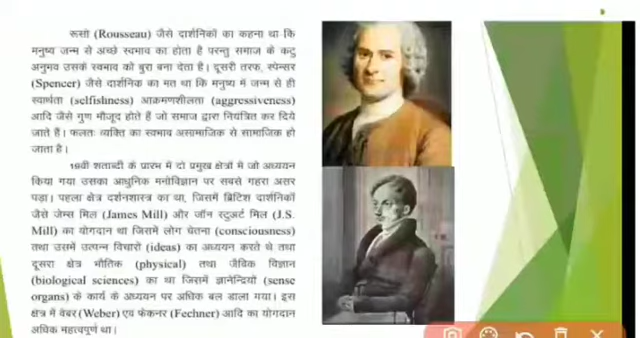 रूसो (Rousseau) जैसे दार्शनिकों का कहना था कि
मनुष्य जन्म से अच्छे स्वभाव का होता है परन्तु समाज के कटु
अनुभव उसके स्वभाव को बुरा बना देता है। दूसरी तरफ, स्पेन्सर
(Spencer) जैसे दार्शनिक का मत था कि मनुष्य में जन्म से ही
स्वार्थता (selfishness) आक्रमणशीलता (aggressiveness)
आदि जैसे गुण मौजूद होते हैं जो समाज द्वारा नियंत्रित कर दिये
जाते हैं। फलतः व्यक्ति का स्वभाव असामाजिक से सामाजिक हो
जाता है।
19वीं शताब्दी के प्रारंभ में दो प्रमुख क्षेत्रों में जो अध्ययन
किया गया उसका आधुनिक मनोविज्ञान पर सबसे गहरा असर
पड़ा। पहला क्षेत्र दर्शनशास्त्र का था, जिसमें ब्रिटिश दार्शनिकों
जैसे जेम्स मिल (James Mill) और जॉन स्टुअर्ट मिल (J.S.
Mill) का योगदान था जिसमें लोग चेतना (consciousness)
तथा उसमें उत्पन्न विचारों (ideas) का अध्ययन करते थे तथा
दूसरा क्षेत्र भौतिक (physical) तथा जैविक विज्ञान
(biological sciences) का था जिसमें ज्ञानेन्द्रियों (sense
organs) के कार्य के अध्ययन पर अधिक बल डाला गया। इस
क्षेत्र में वेबर (Weber) एवं फेकनर (Fechner) आदि का योगदान
अधिक महत्वपूर्ण था।